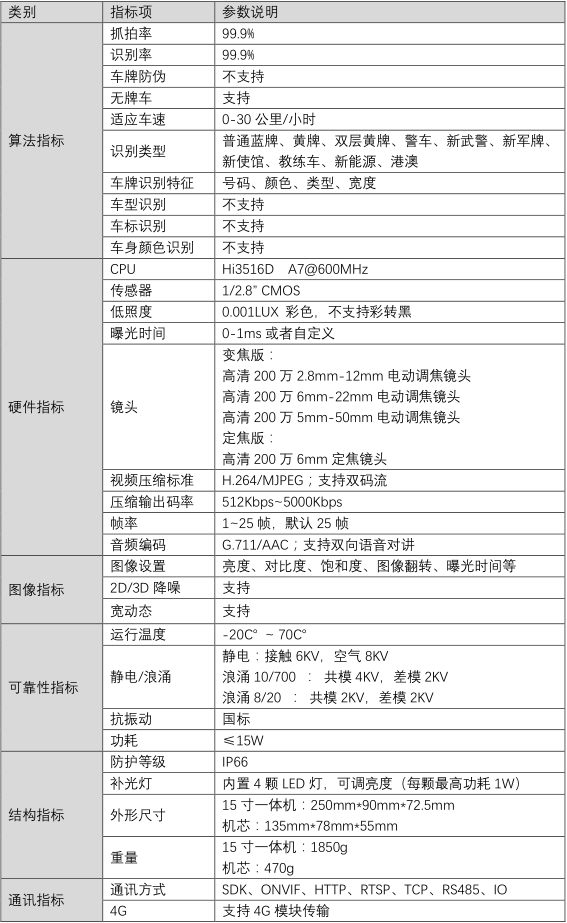 类别 指标项 参数说明
算法指标 抓拍率 99.9%
识别率 99.9%
车牌防伪 不支持
无牌车 支持
适应车速 0-30 公里/小时
识别类型 普通蓝牌、黄牌、双层黄牌、警车、新武警、新军牌、
新使馆、教练车、新能源、港澳
车牌识别特征 号码、颜色、类型、宽度
车型识别 不支持
车标识别 不支持
车身颜色识别 不支持
硬件指标 CPU Hi3516D A7@600MHz
传感器 1/2.8” CMOS
低照度 0.001LUX 彩色，不支持彩转黑
曝光时间 0-1ms 或者自定义
镜头 变焦版：
高清 200 万 2.8mm-12mm 电动调焦镜头
高清 200 万 6mm-22mm 电动调焦镜头
高清 200 万 5mm-50mm 电动调焦镜头
定焦版：
高清 200 万 6mm 定焦镜头
视频压缩标准 H.264/MJPEG；支持双码流
压缩输出码率 512Kbps~5000Kbps
帧率 1~25 帧，默认 25 帧
音频编码 G.711/AAC；支持双向语音对讲
图像指标 图像设置 亮度、对比度、饱和度、图像翻转、曝光时间等
2D/3D 降噪 支持
宽动态 支持
可靠性指标 运行温度 -20C° ~ 70C°
静电/浪涌 静电：接触 6KV，空气 8KV
浪涌 10/700 ： 共模 4KV，差模 2KV
浪涌 8/20 ： 共模 2KV，差模 2KV
抗振动 国标
功耗 ≤15W
结构指标 防护等级 IP66
补光灯 内置 4 颗 LED 灯，可调亮度（每颗最高功耗 1W）
外形尺寸 15 寸一体机：250mm*90mm*72.5mm
机芯：135mm*78mm*55mm
重量 15 寸一体机：1850g
机芯：470g
通讯指标 通讯方式 SDK、ONVIF、HTTP、RTSP、TCP、RS485、IO
4G 支持 4G 模块传输